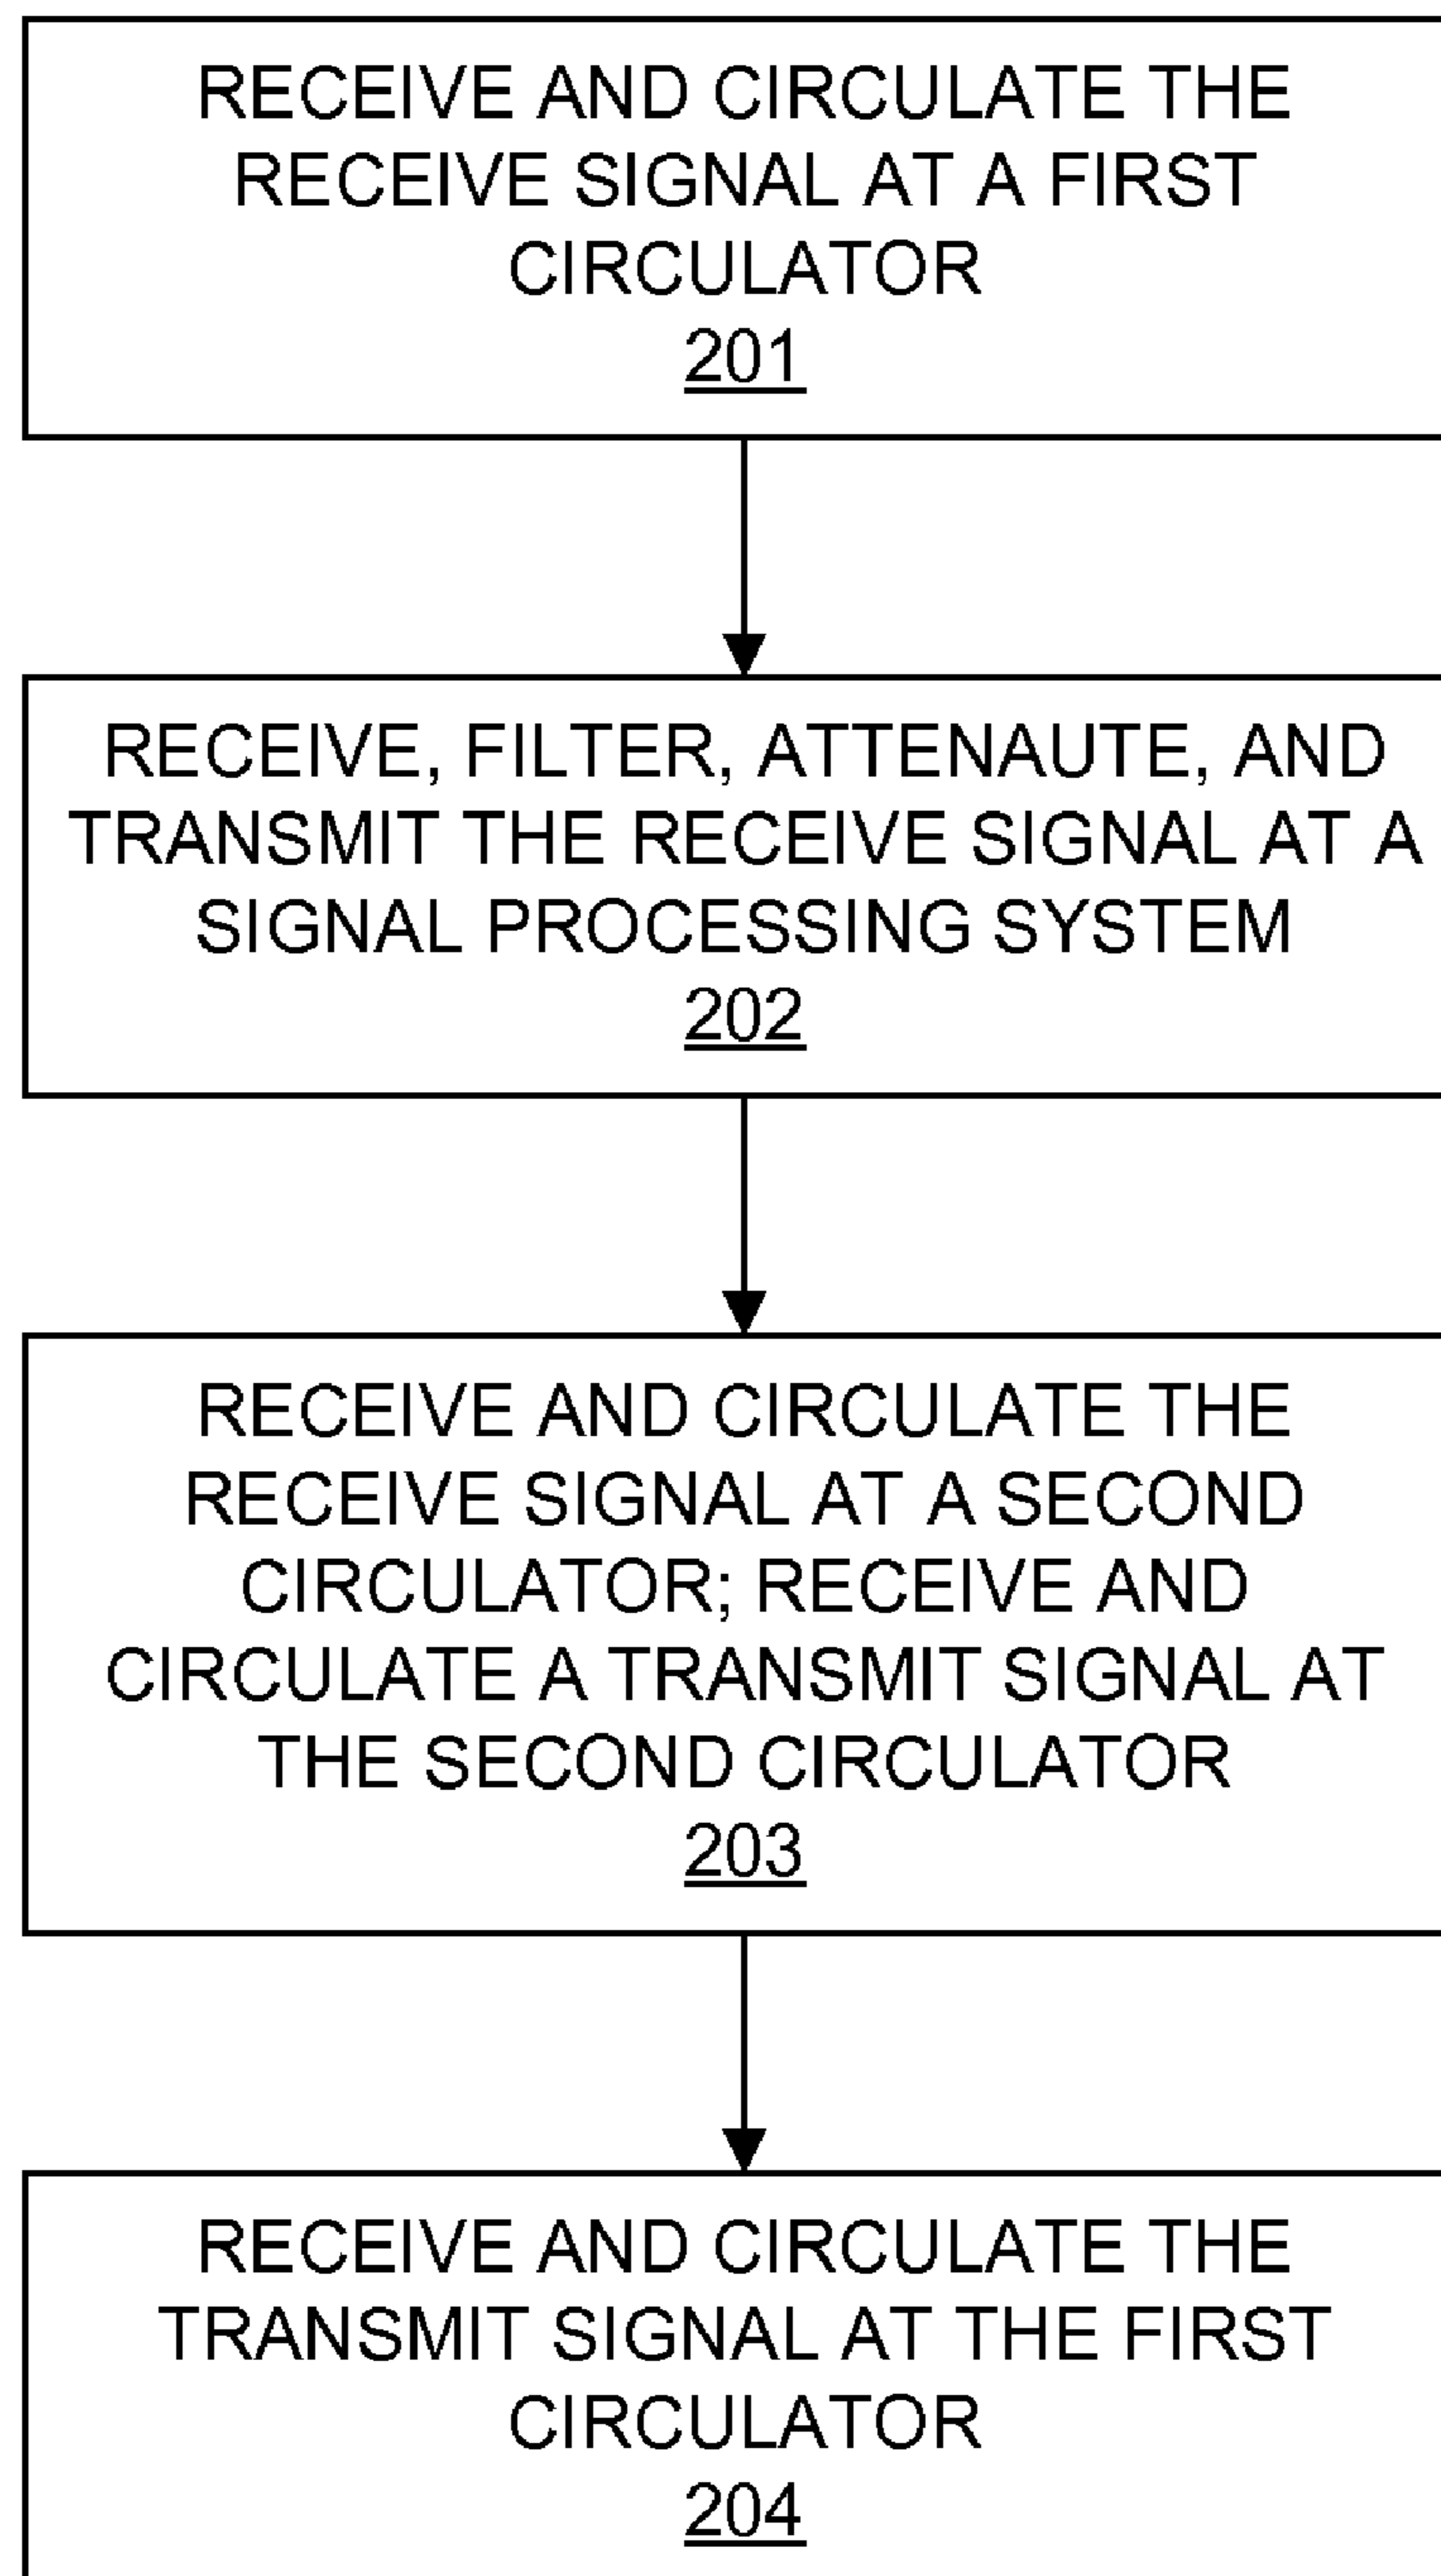 RECEIVE AND CIRCULATE THE
RECEIVE SIGNAL AT A FIRST
CIRCULATOR
201
RECEIVE, FILTER, ATTENAUTE, AND
TRANSMIT THE RECEIVE SIGNAL AT A
SIGNAL PROCESSING SYSTEM
202
RECEIVE AND CIRCULATE THE
RECEIVE SIGNAL AT A SECOND
CIRCULATOR; RECEIVE AND
CIRCULATE A TRANSMIT SIGNAL AT
THE SECOND CIRCULATOR
203
RECEIVE AND CIRCULATE THE
TRANSMIT SIGNAL AT THE FIRST
CIRCULATOR
204